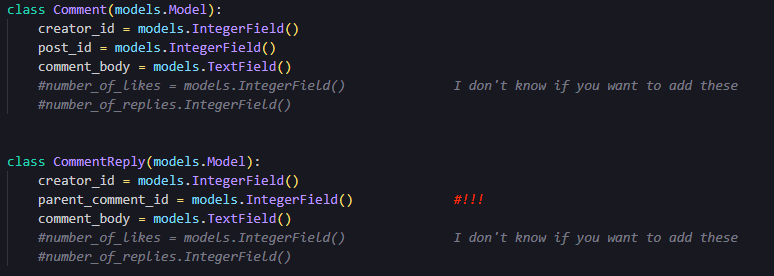 class Comment(models.Model):
    creator_id = models.IntegerField()
    post_id = models.IntegerField()
    comment_body = models.TextField()
    #number_of_likes = models.IntegerField()              I don't know if you want to add these
    #number_of_replies.IntegerField()
class CommentReply(models.Model):
    creator_id = models.IntegerField()
    parent_comment_id = models.IntegerField()             #!!!
    comment_body = models.TextField()
    #number_of_likes = models.IntegerField()              I don't know if you want to add these
    #number_of_replies.IntegerField()